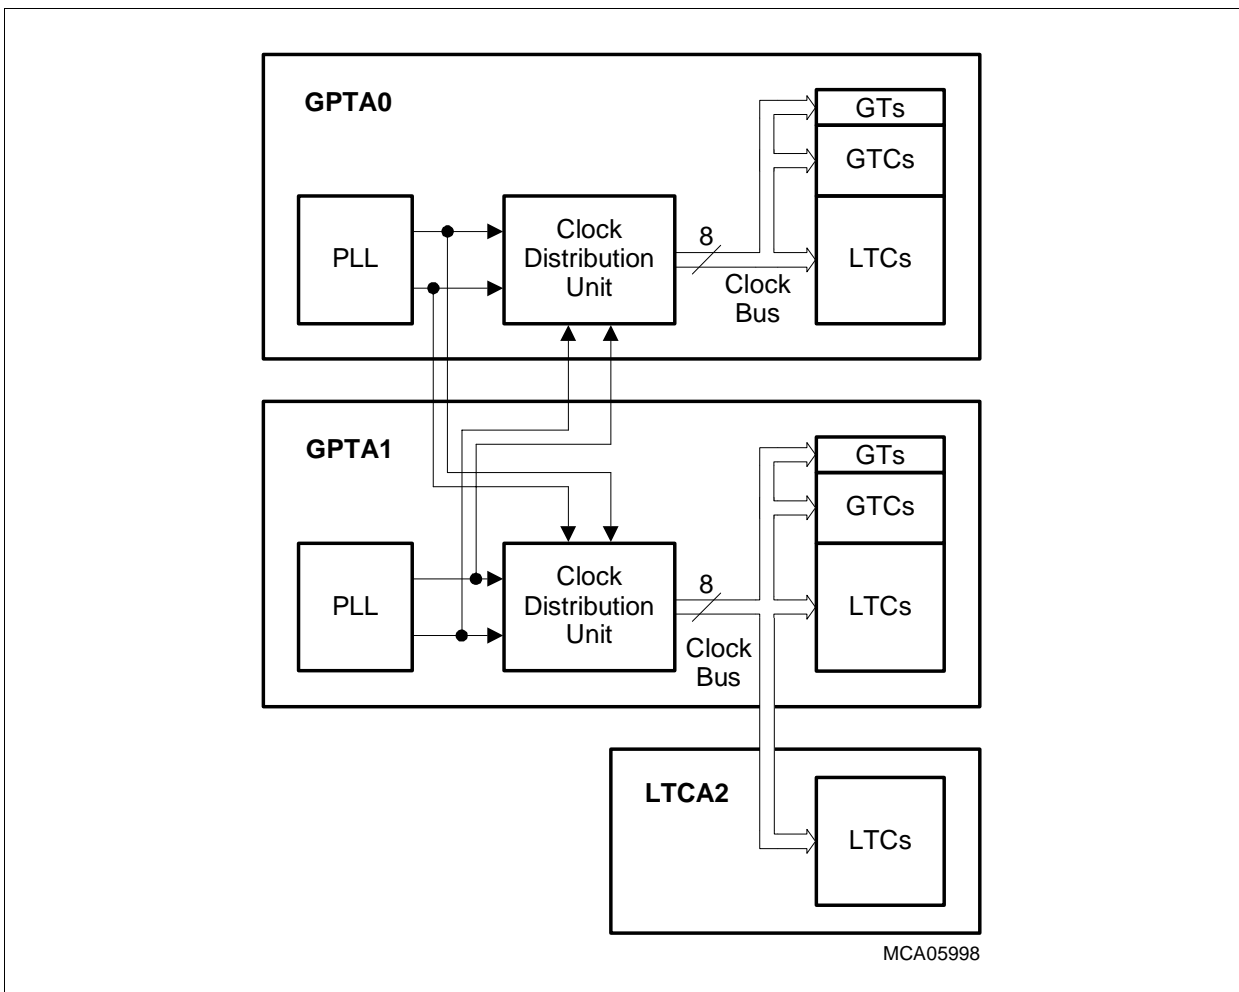 GPTA0
GTs
GTCs
LTCs
PLL
Clock
Distribution
Unit
8
Clock
Bus
GPTA1
GTs
GTCs
LTCs
PLL
Clock
Distribution
Unit
8
Clock
Bus
LTCA2
LTCs
MCA05998